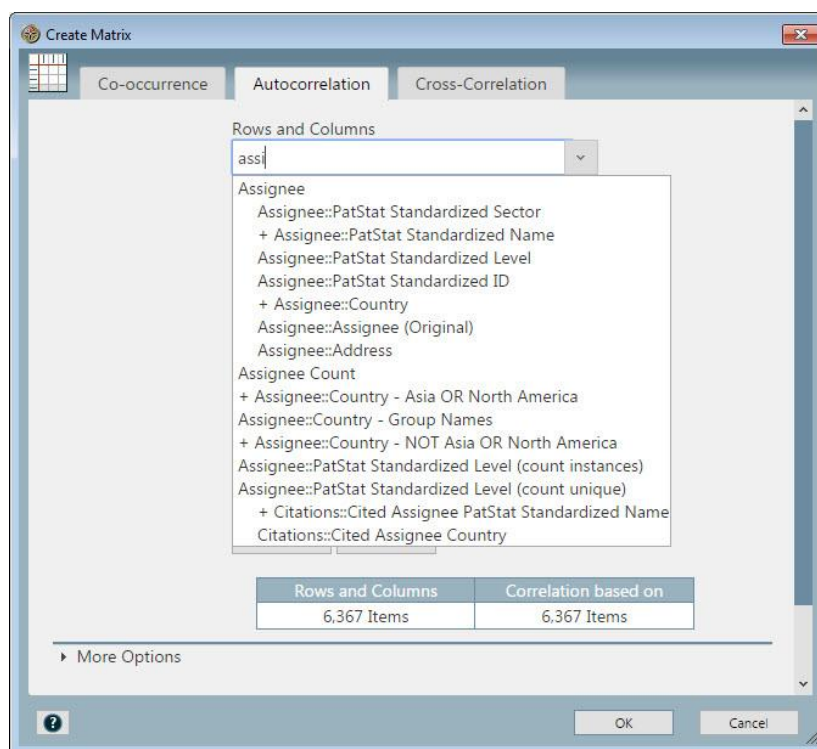 Create Matrix
Co-occurrence Autocorrelation Cross-Correlation
Rows and Columns
assi
Assignee
Assignee::PatStat Standardized Sector
+ Assignee::PatStat Standardized Name
Assignee::PatStat Standardized Level
Assignee::PatStat Standardized ID
+ Assignee::Country
Assignee::Assignee (Original)
Assignee::Address
Assignee Count
+ Assignee::Country - Asia OR North America
Assignee::Country - Group Names
+ Assignee::Country - NOT Asia OR North America
Assignee::PatStat Standardized Level (count instances)
Assignee::PatStat Standardized Level (count unique)
+ Citations::Cited Assignee PatStat Standardized Name
Citations::Cited Assignee Country
Rows and Columns Correlation based on
6,367 Items 6,367 Items
More Options
? OK Cancel